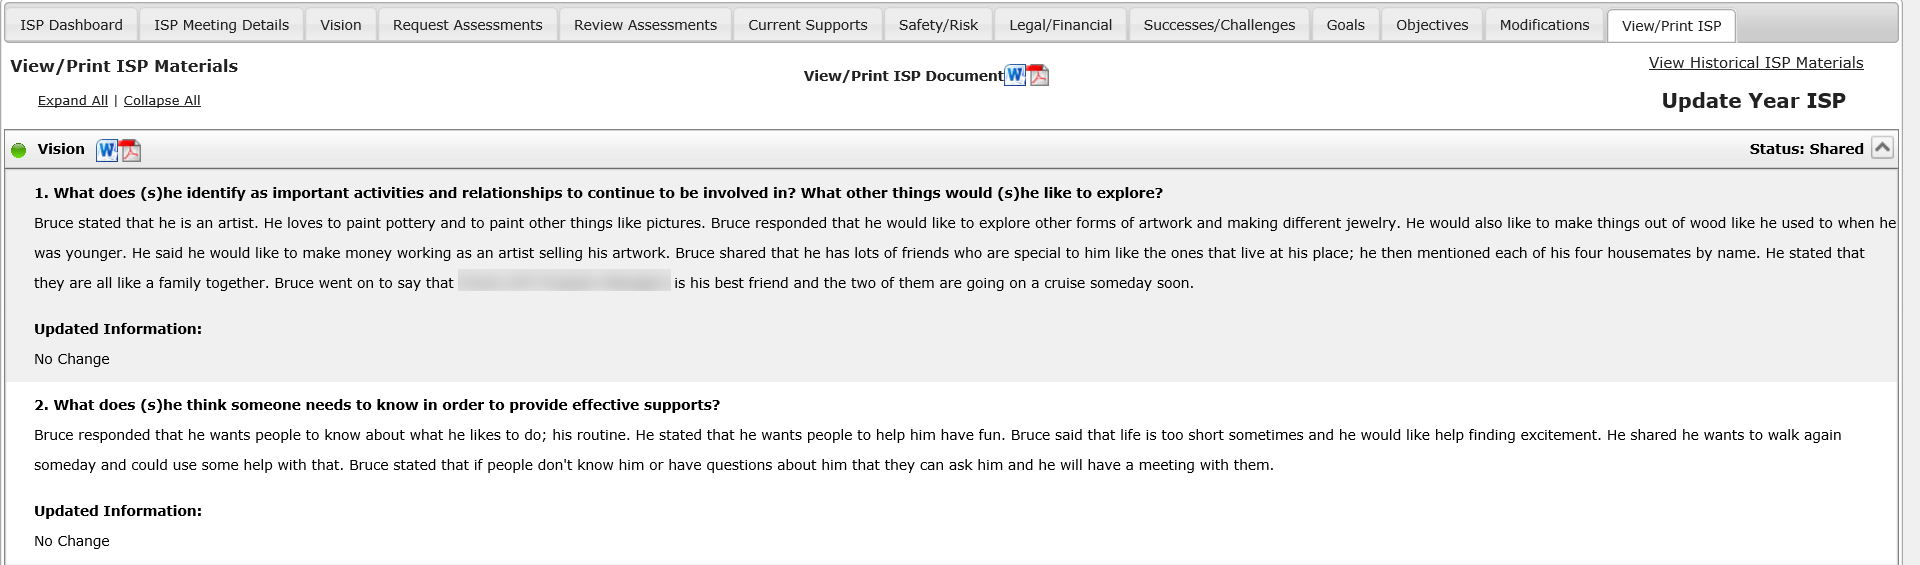 ISP Dashboard ISP Meeting Details Vision Request Assessments Review Assessments Current Supports Safety/Risk Legal/Financial Successes/Challenges Goals Objectives Modifications View/Print ISP
View/Print ISP Materials
View/Print ISP Document
View Historical ISP Materials
Expand All | Collapse All
Update Year ISP
Vision
Status: Shared
1. What does (s)he identify as important activities and relationships to continue to be involved in? What other things would (s)he like to explore?
Bruce stated that he is an artist. He loves to paint pottery and to paint other things like pictures. Bruce responded that he would like to explore other forms of artwork and making different jewelry. He would also like to make things out of wood like he used to when he
was younger. He said he would like to make money working as an artist selling his artwork. Bruce shared that he has lots of friends who are special to him like the ones that live at his place; he then mentioned each of his four housemates by name. He stated that
they are all like a family together. Bruce went on to say that is his best friend and the two of them are going on a cruise someday soon.
Updated Information:
No Change
2. What does (s)he think someone needs to know in order to provide effective supports?
Bruce responded that he wants people to know about what he likes to do; his routine. He stated that he wants people to help him have fun. Bruce said that life is too short sometimes and he would like help finding excitement. He shared he wants to walk again
someday and could use some help with that. Bruce stated that if people don't know him or have questions about him that they can ask him and he will have a meeting with them.
Updated Information:
No Change